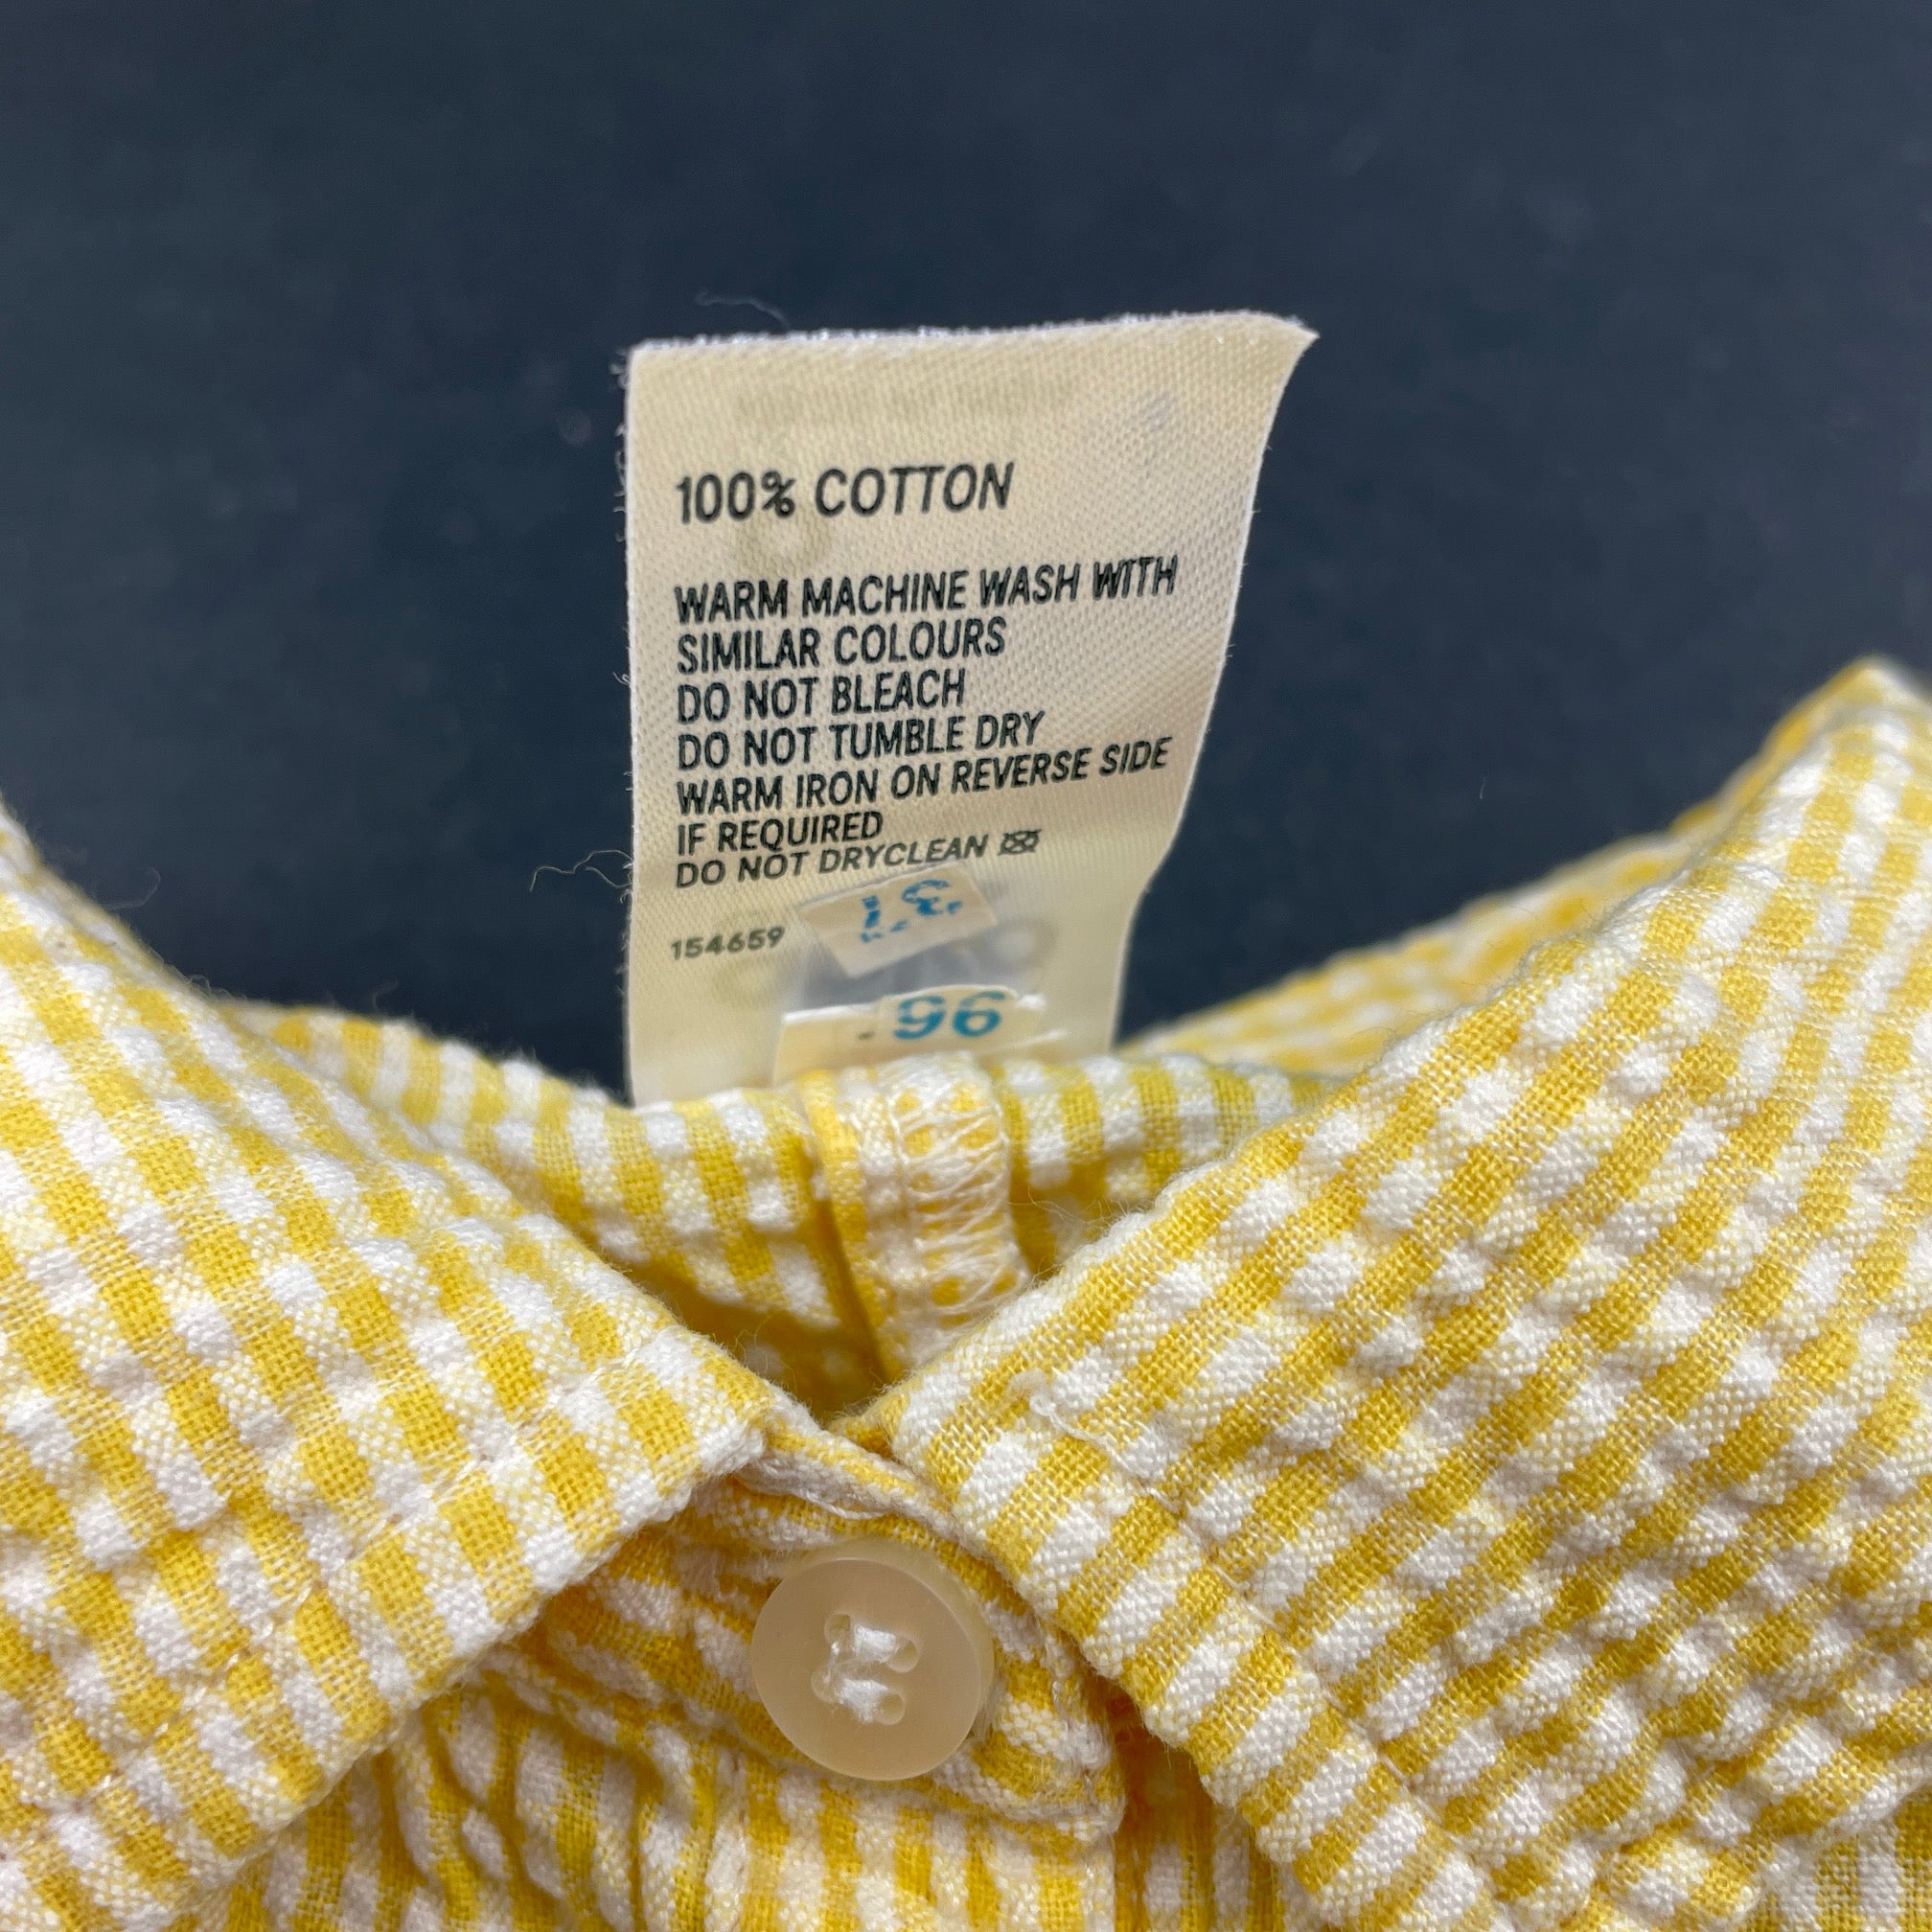 100% COTTON
WARM MACHINE WASH WITH
SIMILAR COLOURS
DO NOT BLEACH
DO NOT TUMBLE DRY
WARM IRON ON REVERSE SIDE
IF REQUIRED
DO NOT DRYCLEAN
154659
96